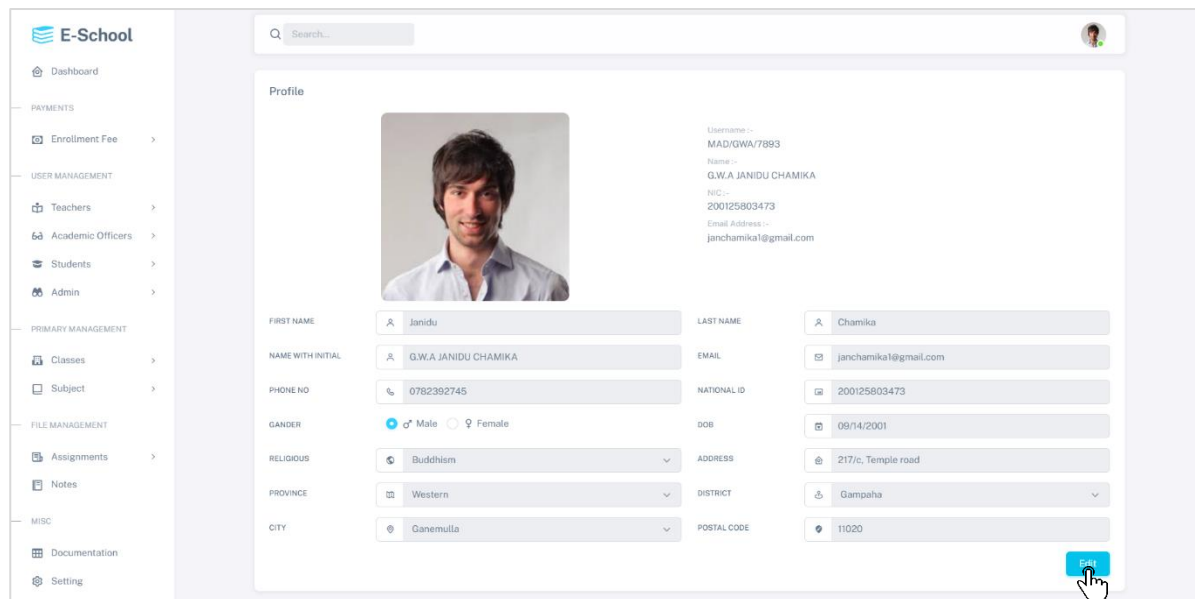 E-School
Search...
Dashboard
PAYMENTS
Enrollment Fee
USER MANAGEMENT
Teachers
Academic Officers
Students
Admin
PRIMARY MANAGEMENT
Classes
Subject
FILE MANAGEMENT
Assignments
Notes
MISC
Documentation
Setting
Profile
Username :-
MAD/GWA/7893
Name :-
G.W.A JANIDU CHAMIKA
NIC :-
200125803473
Email Address :-
janchamika1@gmail.com
FIRST NAME Janidu LAST NAME Chamika
NAME WITH INITIAL G.W.A JANIDU CHAMIKA EMAIL janchamika1@gmail.com
PHONE NO 0782392745 NATIONAL ID 200125803473
GANDER ♂ Male ♀ Female DOB 09/14/2001
RELIGIOUS Buddhism ADDRESS 217/c, Temple road
PROVINCE Western DISTRICT Gampaha
CITY Ganemulla POSTAL CODE 11020
Edit